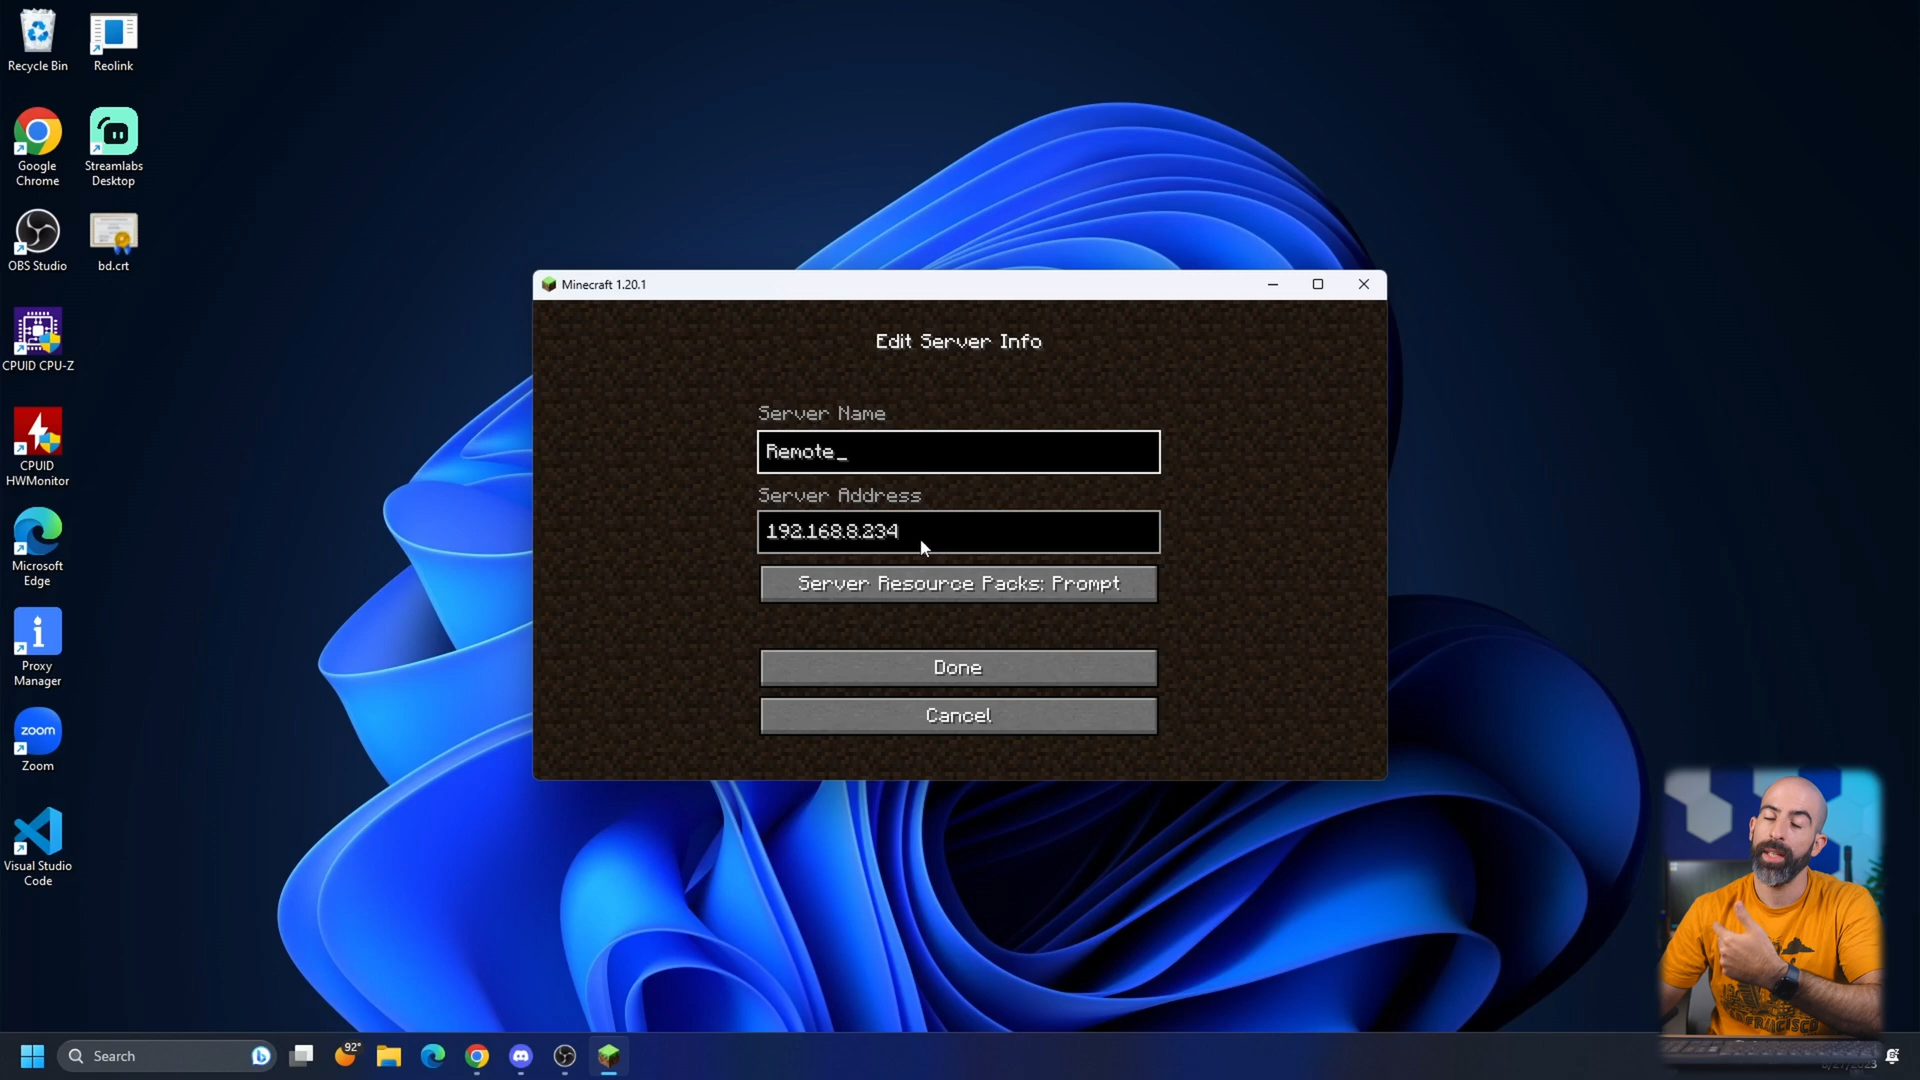 Recycle Bin
Reolink
Google
Chrome
Streamlabs
Desktop
OBS Studio
bd.crt
CPUID CPU-Z
CPUID
HWMonitor
Microsoft
Edge
Proxy
Manager
zoom
Zoom
Visual Studio
Code
Minecraft 1.20.1
Edit Server Info
Server Name
Remote_
Server Address
192.168.8.234
Server Resource Packs: Prompt
Done
Cancel
Search
92°